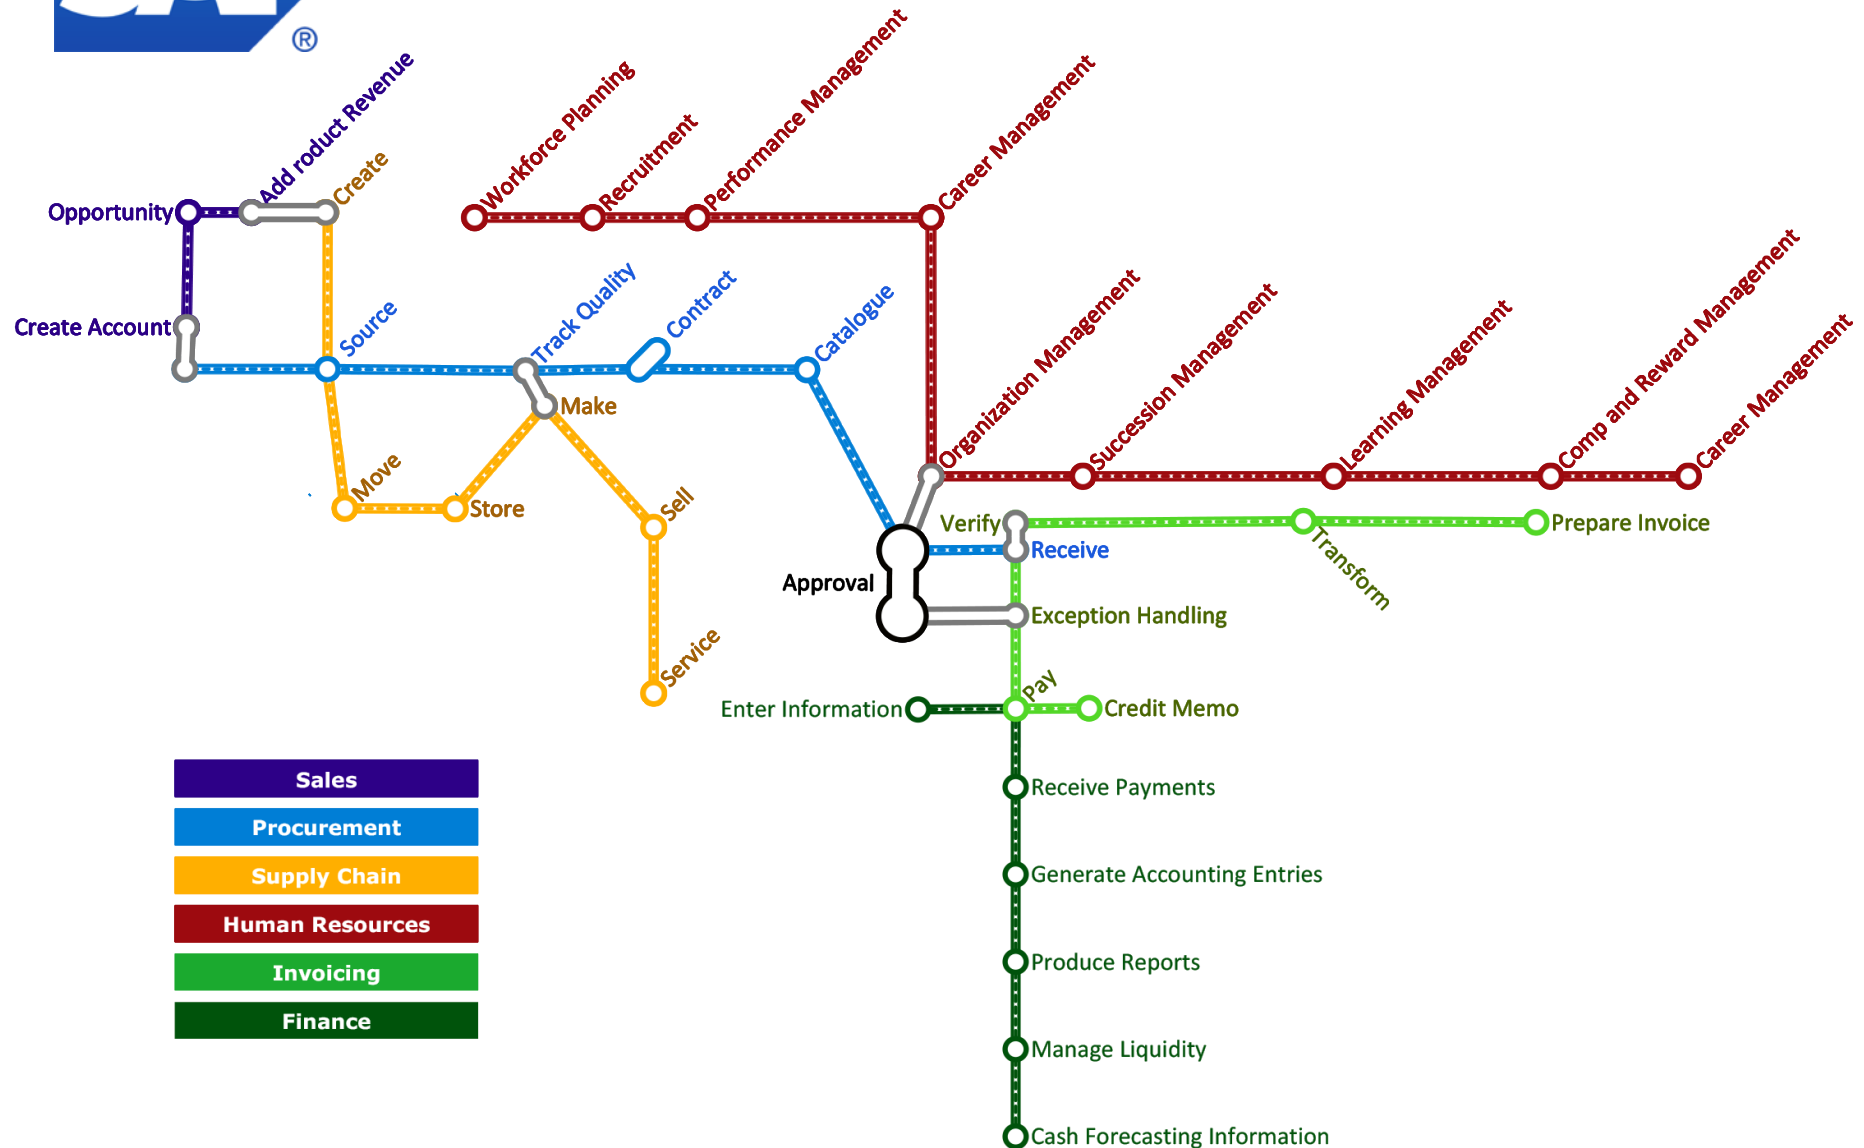 ®
Add roduct Revenue
Create
Opportunity
Create Account
Workforce Planning
Recruitment
Performance Management
Career Management
Source
Track Quality
Contract
Catalogue
Make
Move
Store
Sell
Service
Organization Management
Succession Management
Learning Management
Comp and Reward Management
Career Management
Verify
Receive
Transform
Prepare Invoice
Approval
Exception Handling
Pay
Enter Information
Credit Memo
Receive Payments
Generate Accounting Entries
Produce Reports
Manage Liquidity
Cash Forecasting Information
Sales
Procurement
Supply Chain
Human Resources
Invoicing
Finance